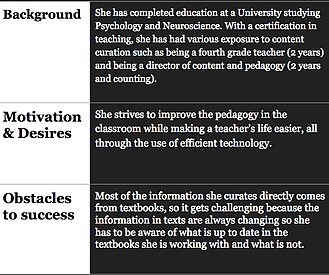 Background
She has completed education at a University studying
Psychology and Neuroscience. With a certification in
teaching, she has had various exposure to content
curation such as being a fourth grade teacher (2 years)
and being a director of content and pedagogy (2 years
and counting).
Motivation
& Desires
She strives to improve the pedagogy in the
classroom while making a teacher's life easier, all
through the use of efficient technology.
Obstacles
to success
Most of the information she curates directly comes
from textbooks, so it gets challenging because the
information in texts are always changing so she
has to be aware of what is up to date in the
textbooks she is working with and what is not.